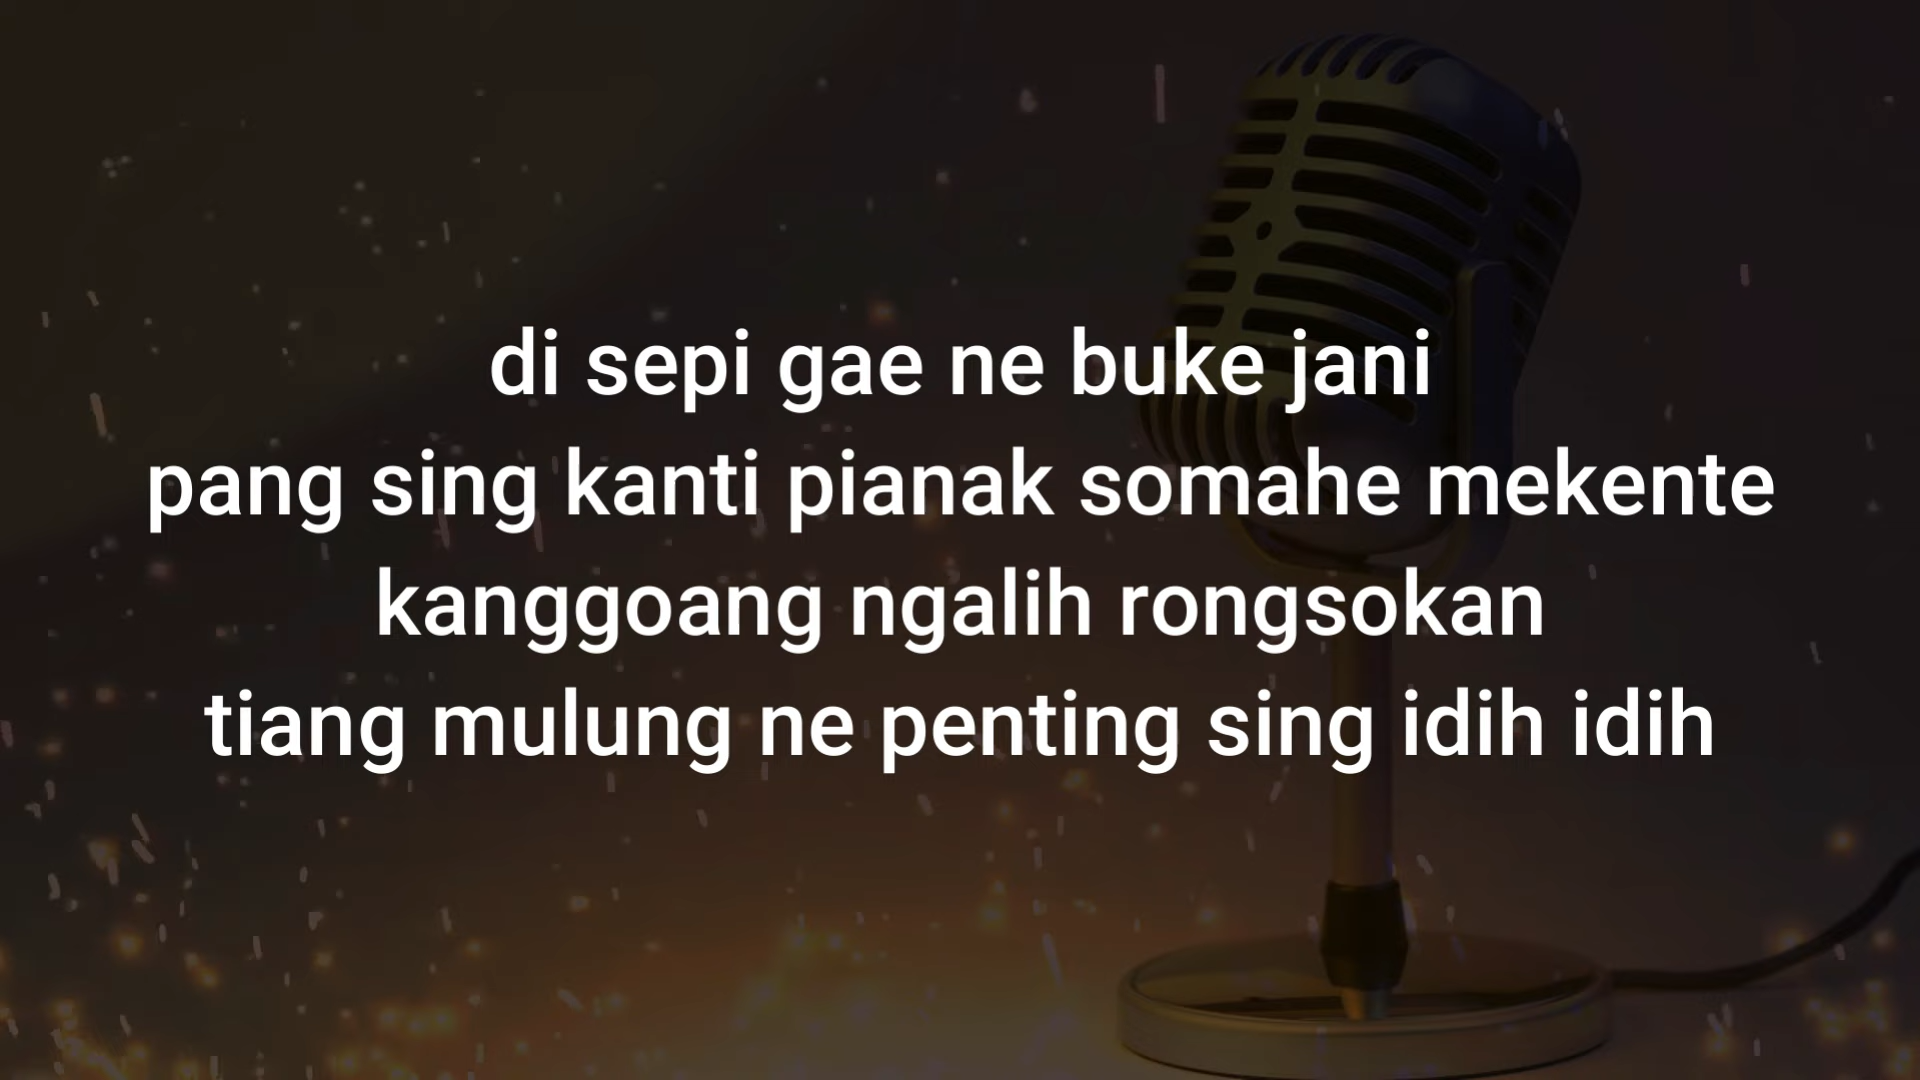 di sepi gae ne buke jani
pang sing kanti pianak somahe mekente
kanggoang ngalih rongsokan
tiang mulung ne penting sing idih idih